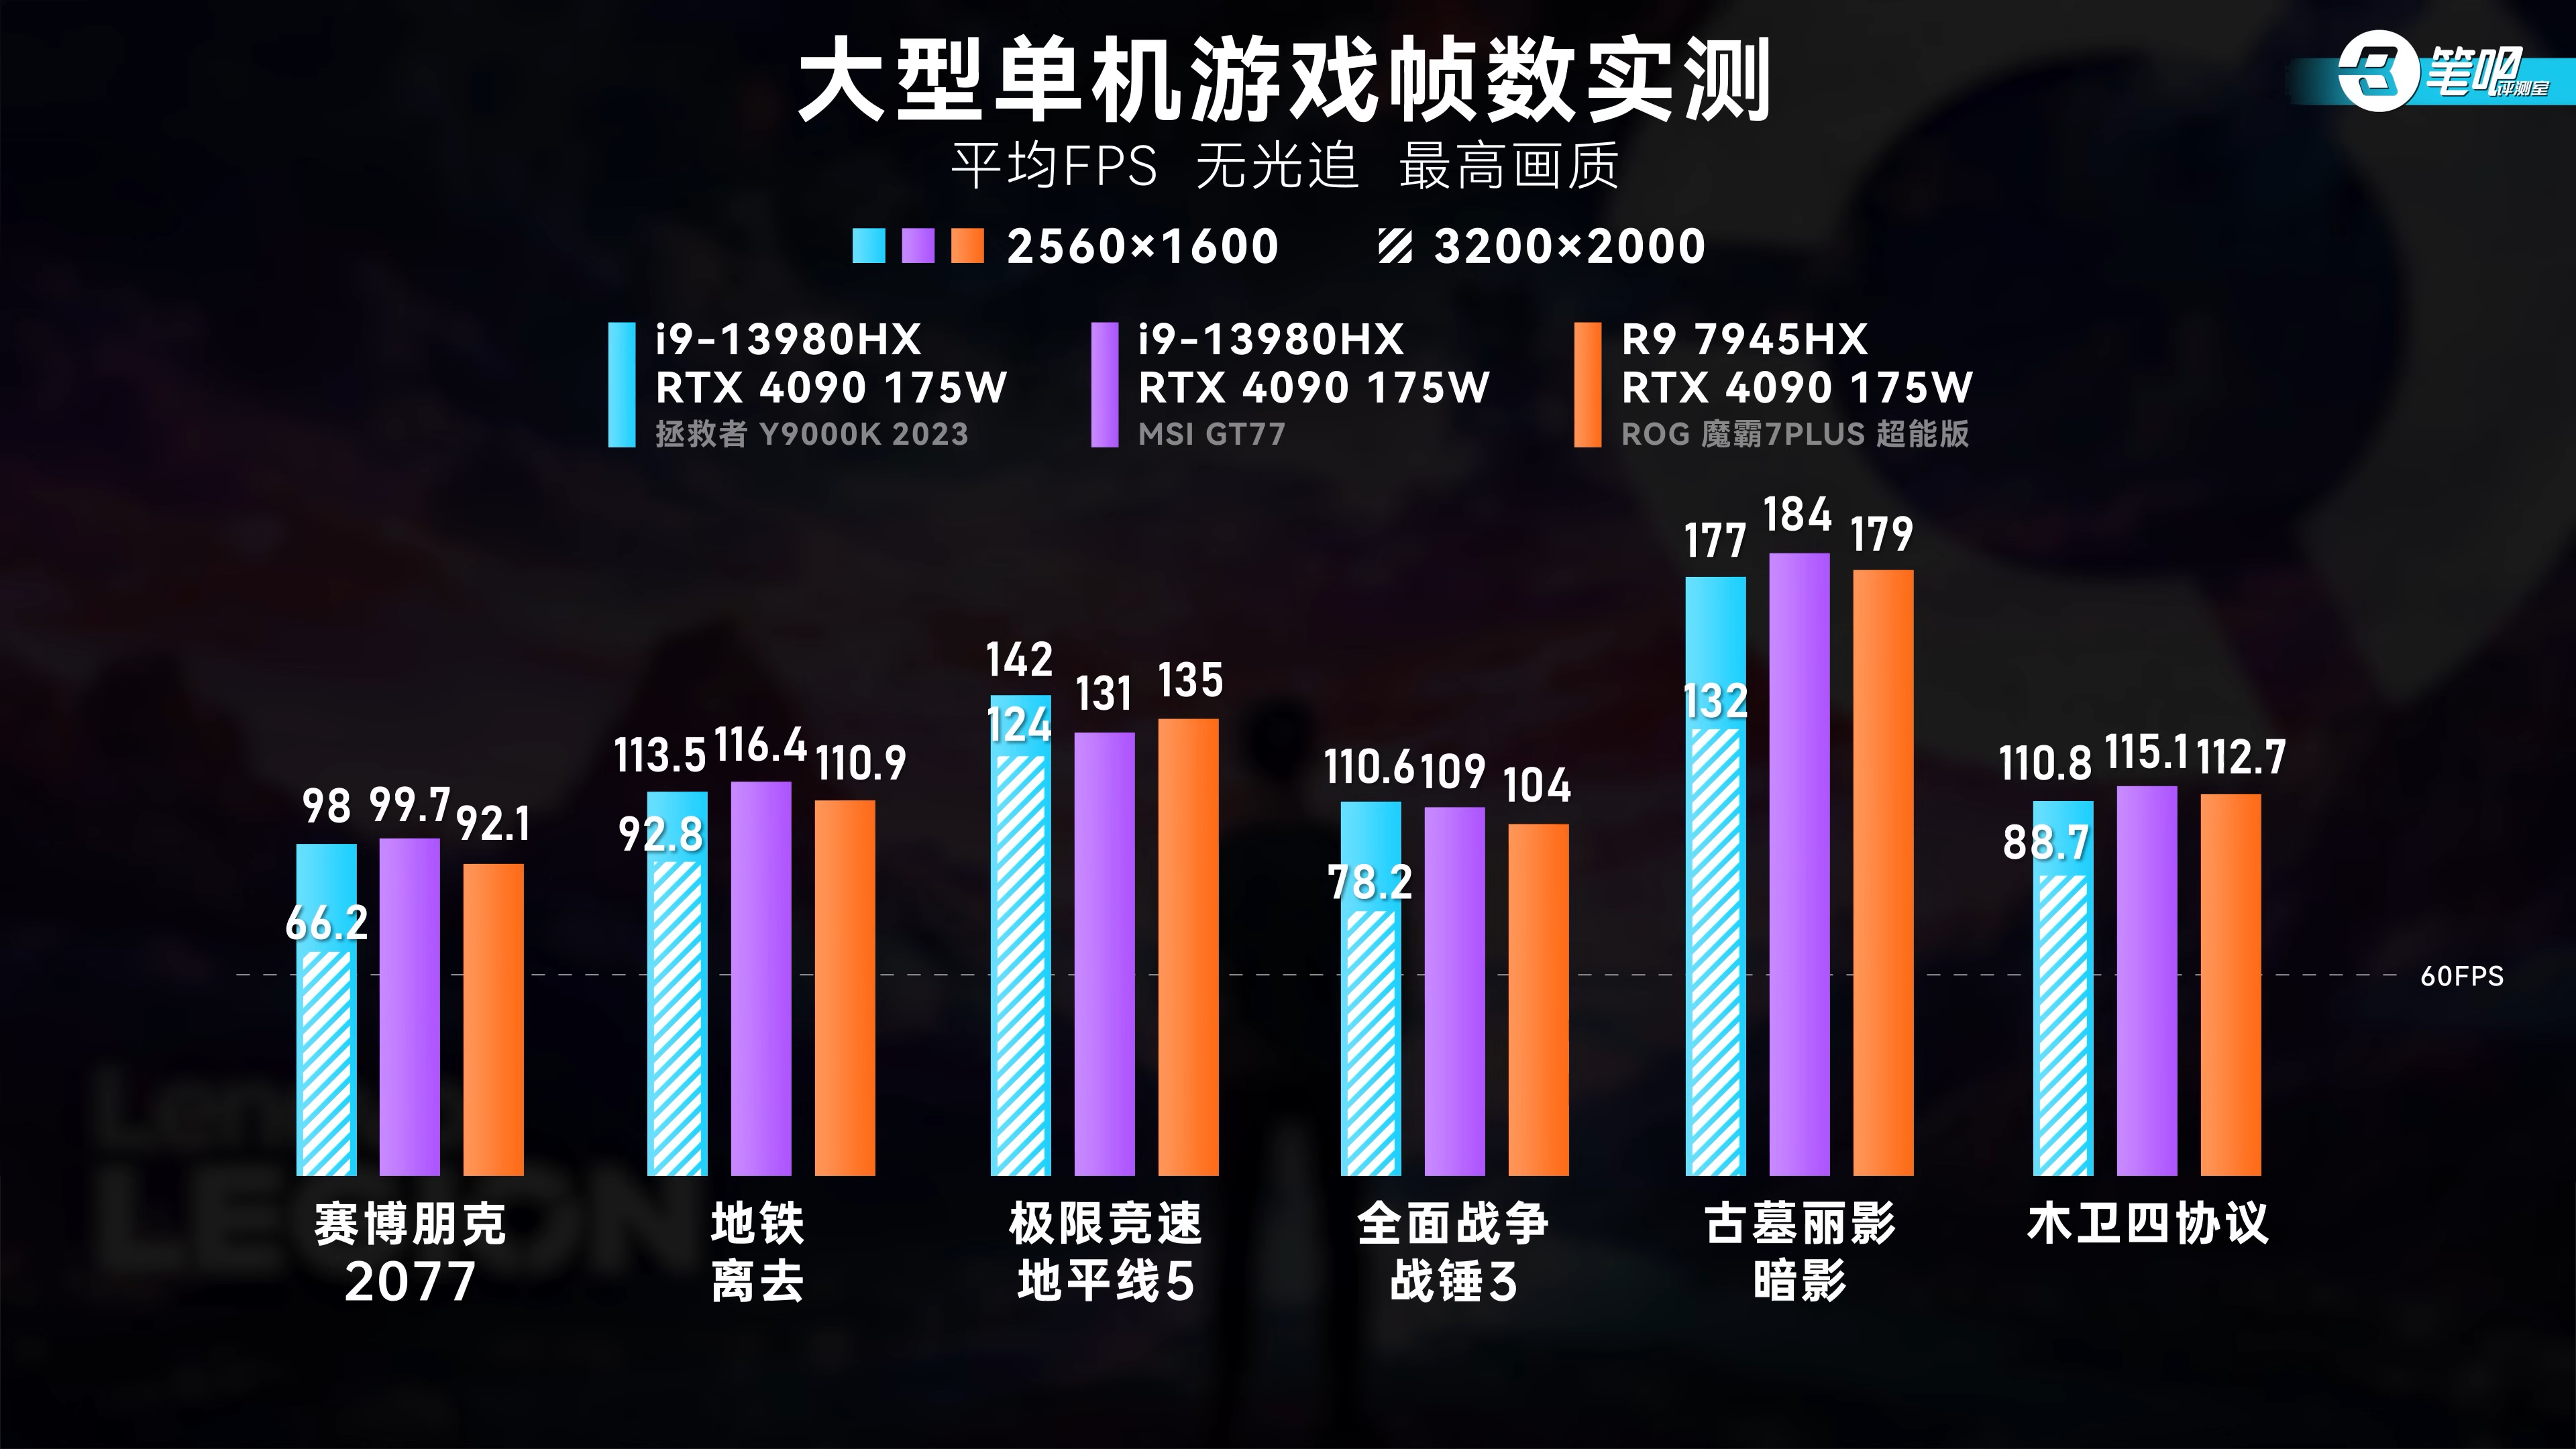 大型单机游戏帧数实测
笔吧评测室
平均FPS 无光追 最高画质
2560×1600 3200×2000
i9-13980HX
RTX 4090 175W
拯救者 Y9000K 2023
i9-13980HX
RTX 4090 175W
MSI GT77
R9 7945HX
RTX 4090 175W
ROG 魔霸7PLUS 超能版
98 99.7 92.1
66.2
113.5 116.4 110.9
92.8
142 131 135
124
110.6 109 104
78.2
177 184 179
132
110.8 115.1 112.7
88.7
60FPS
赛博朋克
2077
地铁
离去
极限竞速
地平线5
全面战争
战锤3
古墓丽影
暗影
木卫四协议
Lenovo
LEGION